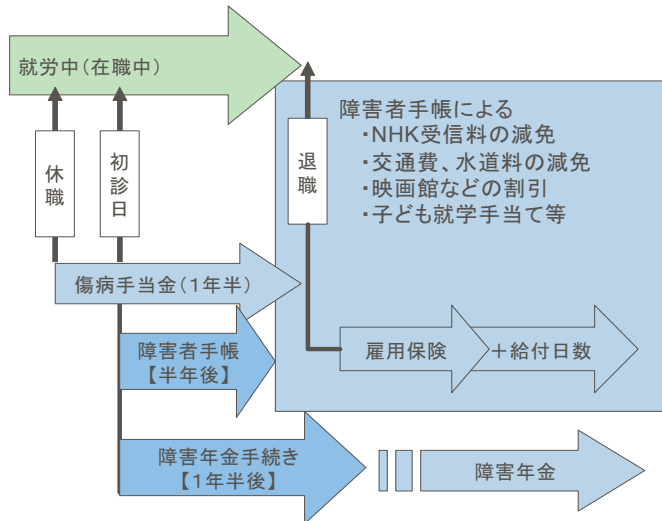 就労中(在職中)
休職
初診日
退職
障害者手帳による
・NHK受信料の減免
・交通費、水道料の減免
・映画館などの割引
・子ども就学手当て等
傷病手当金(1年半)
障害者手帳
【半年後】
雇用保険
+給付日数
障害年金手続き
【1年半後】
障害年金